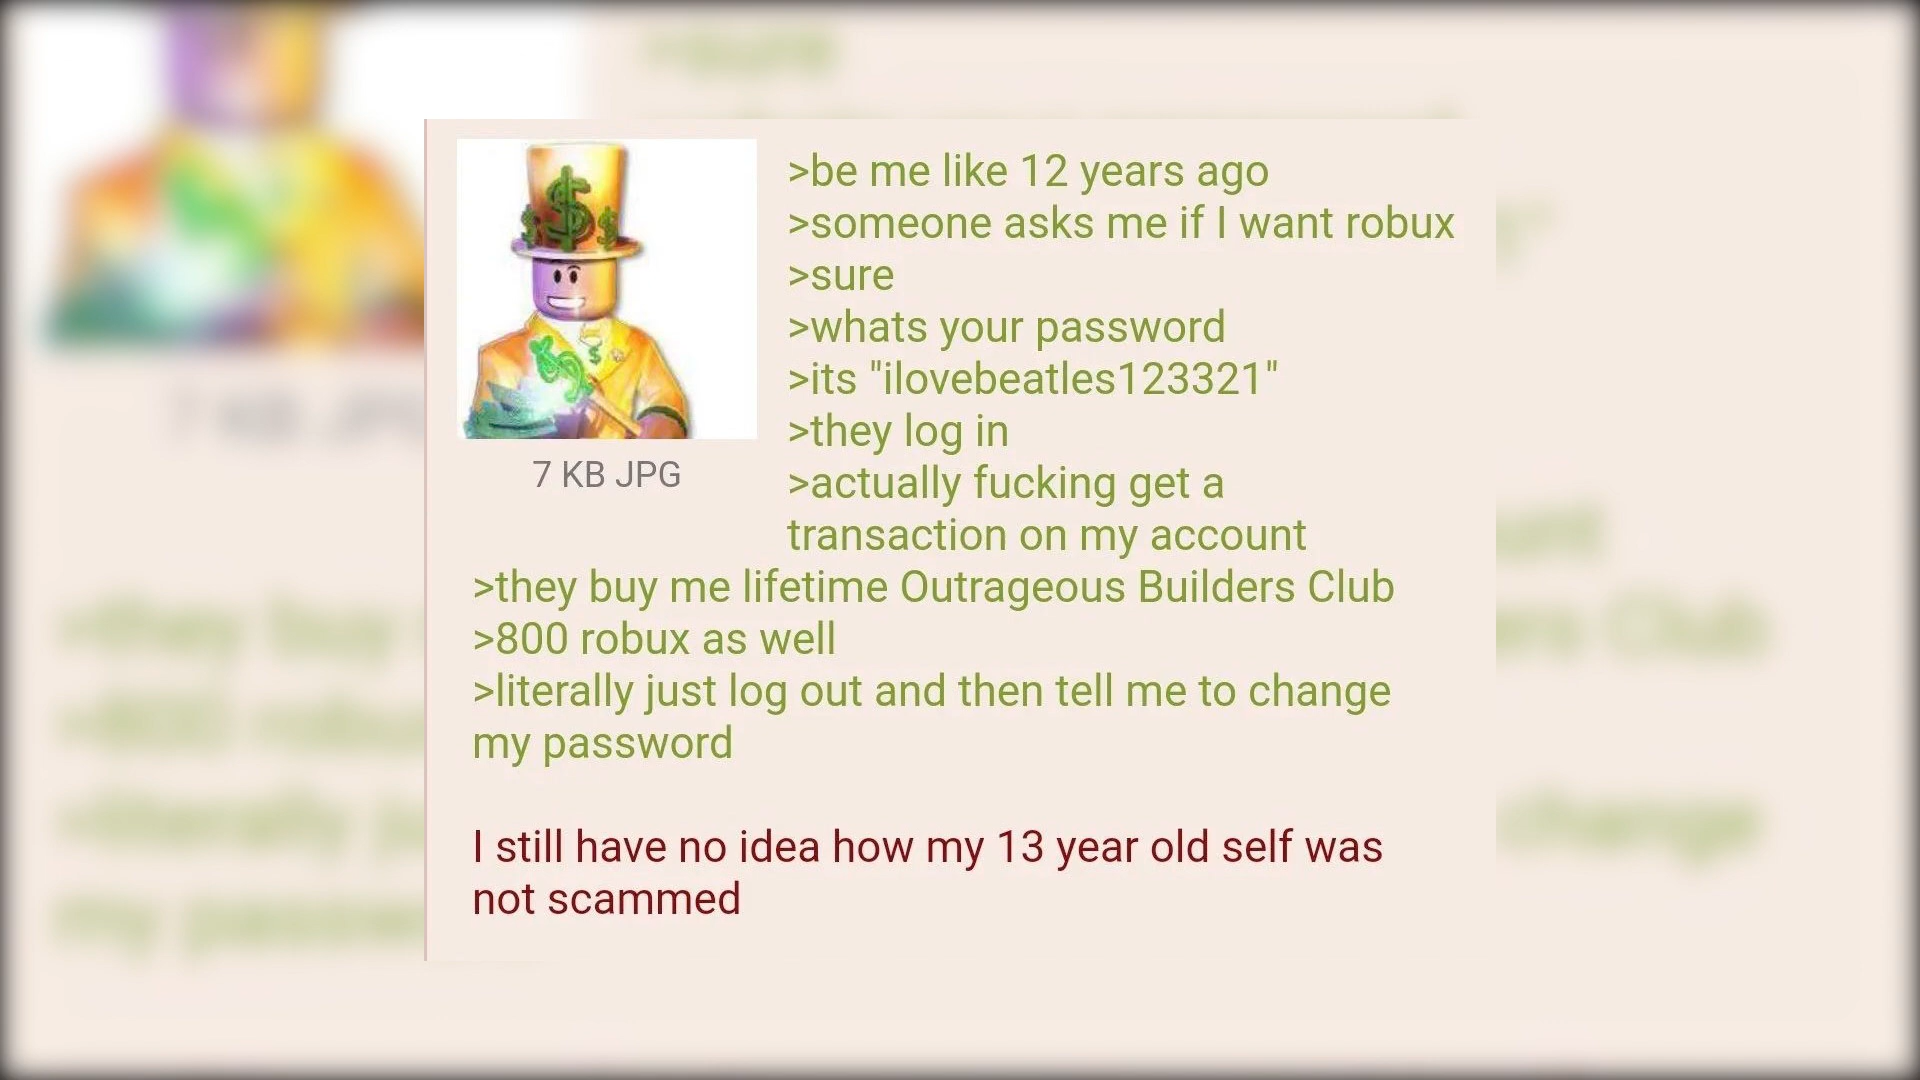 >be me like 12 years ago
>someone asks me if I want robux
>sure
>whats your password
>its "ilovebeatles123321"
>they log in
>actually fucking get a
transaction on my account
7 KB JPG
>they buy me lifetime Outrageous Builders Club
>800 robux as well
>literally just log out and then tell me to change
my password
I still have no idea how my 13 year old self was
not scammed